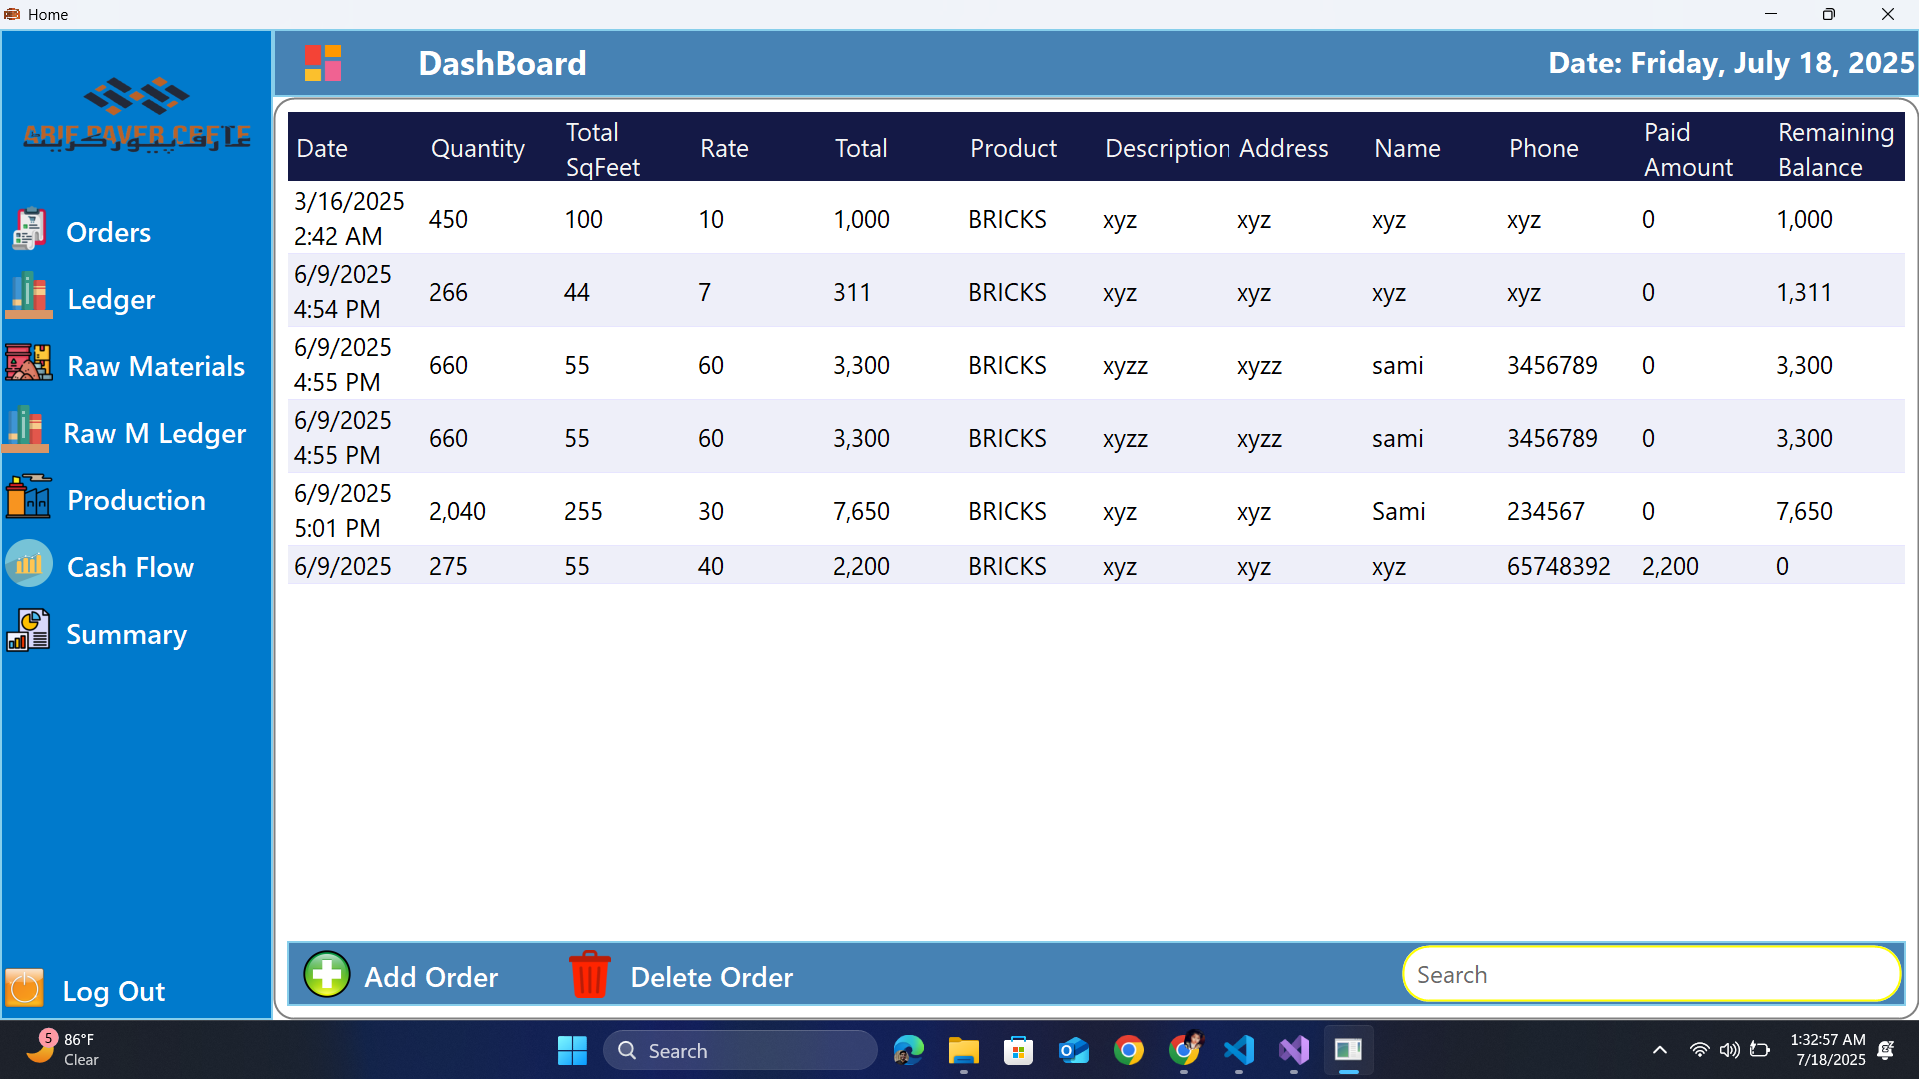 Home
DashBoard
Date: Friday, July 18, 2025
Orders
Ledger
Raw Materials
Raw M Ledger
Production
Cash Flow
Summary
Log Out
Date Quantity Total SqFeet Rate Total Product Description Address Name Phone Paid Amount Remaining Balance
3/16/2025 2:42 AM 450 100 10 1,000 BRICKS xyz xyz xyz xyz 0 1,000
6/9/2025 4:54 PM 266 44 7 311 BRICKS xyz xyz xyz xyz 0 1,311
6/9/2025 4:55 PM 660 55 60 3,300 BRICKS xyzz xyzz sami 3456789 0 3,300
6/9/2025 4:55 PM 660 55 60 3,300 BRICKS xyzz xyzz sami 3456789 0 3,300
6/9/2025 5:01 PM 2,040 255 30 7,650 BRICKS xyz xyz Sami 234567 0 7,650
6/9/2025 275 55 40 2,200 BRICKS xyz xyz xyz 65748392 2,200 0
Add Order
Delete Order
Search
5
86°F
Clear
Search
1:32:57 AM
7/18/2025